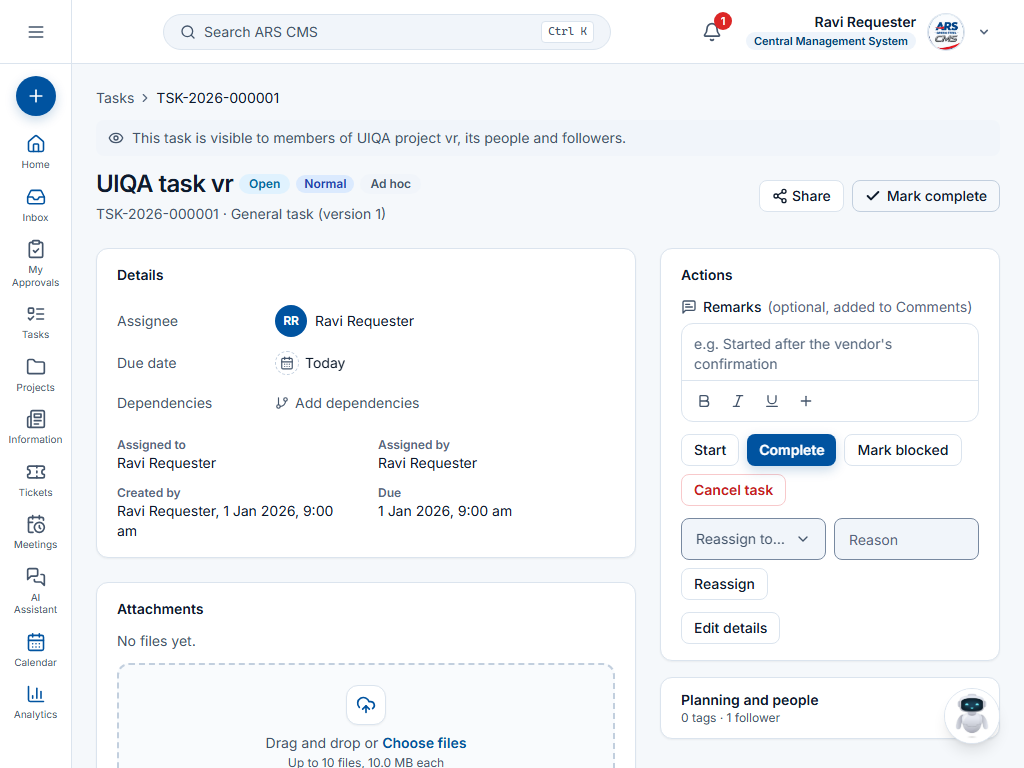 Search ARS CMS
Ctrl K
1
Ravi Requester
Central Management System
ARS
CMS
Home
Inbox
My
Approvals
Tasks
Projects
Information
Tickets
Meetings
AI
Assistant
Calendar
Analytics
Tasks > TSK-2026-000001
This task is visible to members of UIQA project vr, its people and followers.
UIQA task vr Open Normal Ad hoc
TSK-2026-000001 · General task (version 1)
Share
Mark complete
Details
Assignee RR Ravi Requester
Due date Today
Dependencies Add dependencies
Assigned to
Ravi Requester
Assigned by
Ravi Requester
Created by
Ravi Requester, 1 Jan 2026, 9:00
am
Due
1 Jan 2026, 9:00 am
Attachments
No files yet.
Drag and drop or Choose files
Up to 10 files, 10.0 MB each
Actions
Remarks (optional, added to Comments)
e.g. Started after the vendor's
confirmation
B I U +
Start Complete Mark blocked
Cancel task
Reassign to... Reason
Reassign
Edit details
Planning and people
0 tags · 1 follower